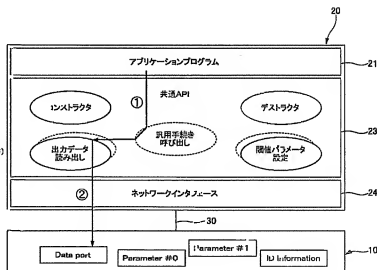 20
アプリケーションプログラム
21
①
共通API
コンストラクタ
デストラクタ
汎用手続き
呼び出し
23
出力データ
読み出し
閾値パラメータ
設定
②
ネットワークインタフェース
24
30
10
Data port
Parameter #0
Parameter #1
ID Information